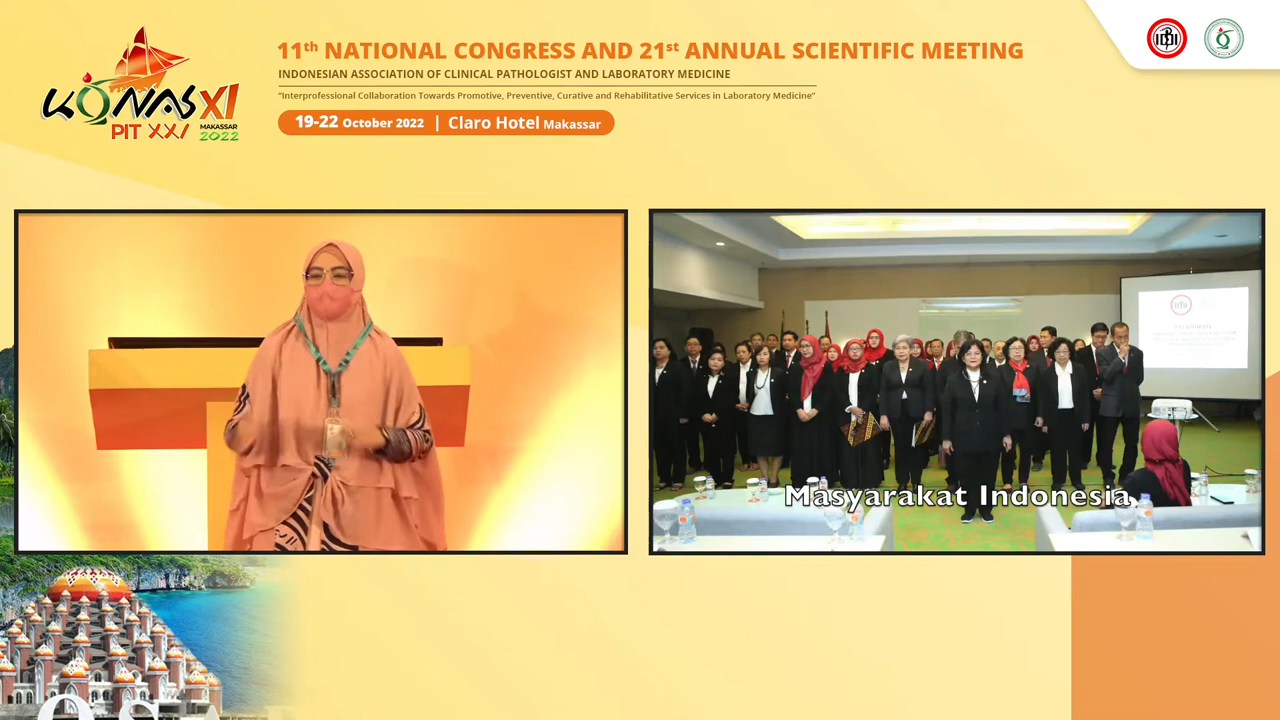 KONAS XI
PIT XXI
MAKASSAR
2022
11th NATIONAL CONGRESS AND 21st ANNUAL SCIENTIFIC MEETING
INDONESIAN ASSOCIATION OF CLINICAL PATHOLOGIST AND LABORATORY MEDICINE
"Interprofessional Collaboration Towards Promotive, Preventive, Curative and Rehabilitative Services in Laboratory Medicine"
19-22 October 2022 | Claro Hotel Makassar
IDI
Masyarakat Indonesia